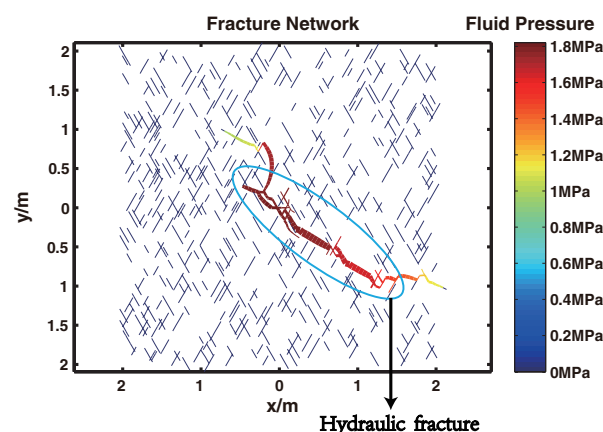 Fracture Network
Fluid Pressure
2
1.5
1
0.5
0
0.5
1
1.5
2
y/m
2
1
0
1
2
x/m
1.8MPa
1.6MPa
1.4MPa
1.2MPa
1MPa
0.8MPa
0.6MPa
0.4MPa
0.2MPa
0MPa
Hydraulic fracture